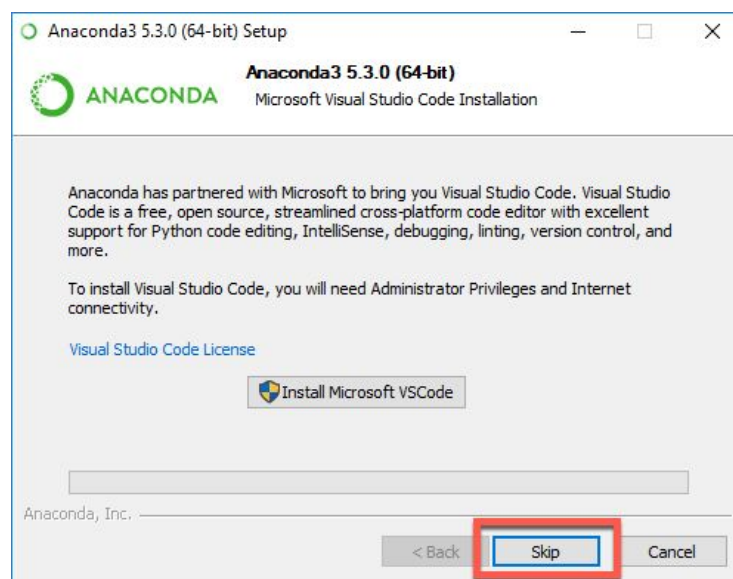 Anaconda3 5.3.0 (64-bit) Setup
ANACONDA
Anaconda3 5.3.0 (64-bit)
Microsoft Visual Studio Code Installation
Anaconda has partnered with Microsoft to bring you Visual Studio Code. Visual Studio
Code is a free, open source, streamlined cross-platform code editor with excellent
support for Python code editing, IntelliSense, debugging, linting, version control, and
more.
To install Visual Studio Code, you will need Administrator Privileges and Internet
connectivity.
Visual Studio Code License
Install Microsoft VSCode
Anaconda, Inc.
< Back
Skip
Cancel